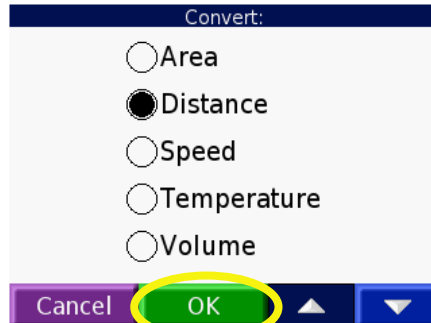 Convert:
Area
Distance
Speed
Temperature
Volume
Cancel OK